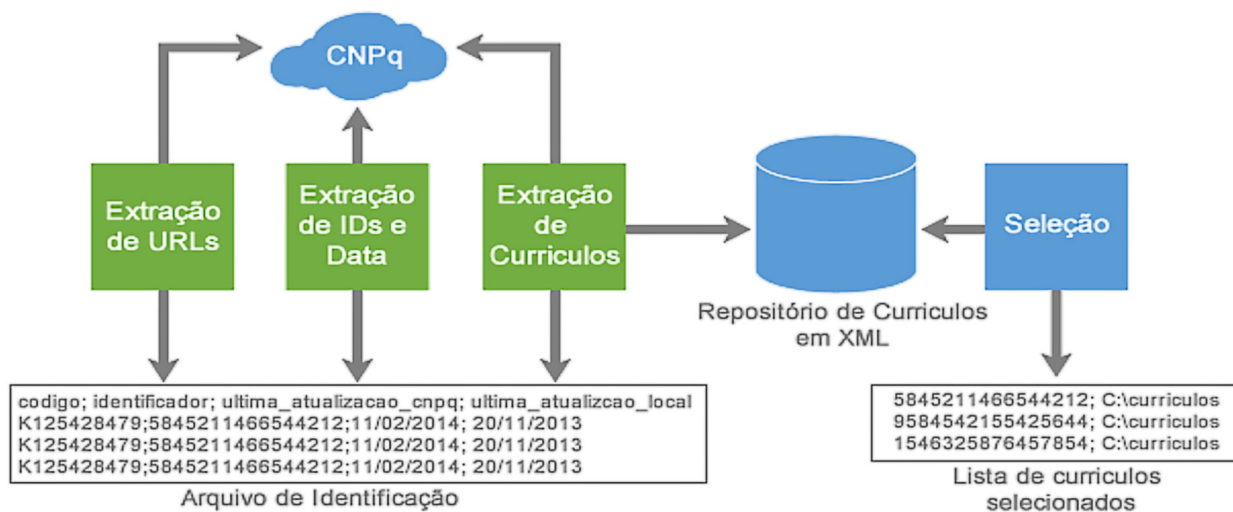 CNPq
Extração
de URLs
Extração
de IDs e
Data
Extração
de
Curriculos
Seleção
Repositório de Curriculos
em XML
codigo; identificador; ultima_atualizacao_cnpq; ultima_atualizcao_local
K125428479;5845211466544212;11/02/2014; 20/11/2013
K125428479;5845211466544212;11/02/2014; 20/11/2013
K125428479;5845211466544212;11/02/2014; 20/11/2013
Arquivo de Identificação
5845211466544212; C:\curriculos
9584542155425644; C:\curriculos
1546325876457854; C:\curriculos
Lista de curriculos
selecionados